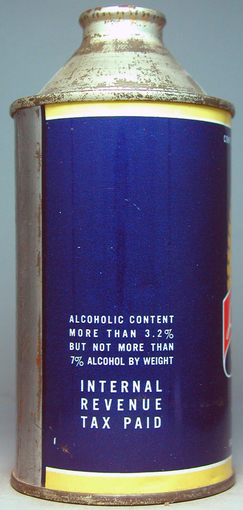 ALCOHOLIC CONTENT
MORE THAN 3.2%
BUT NOT MORE THAN
7% ALCOHOL BY WEIGHT
INTERNAL
REVENUE
TAX PAID